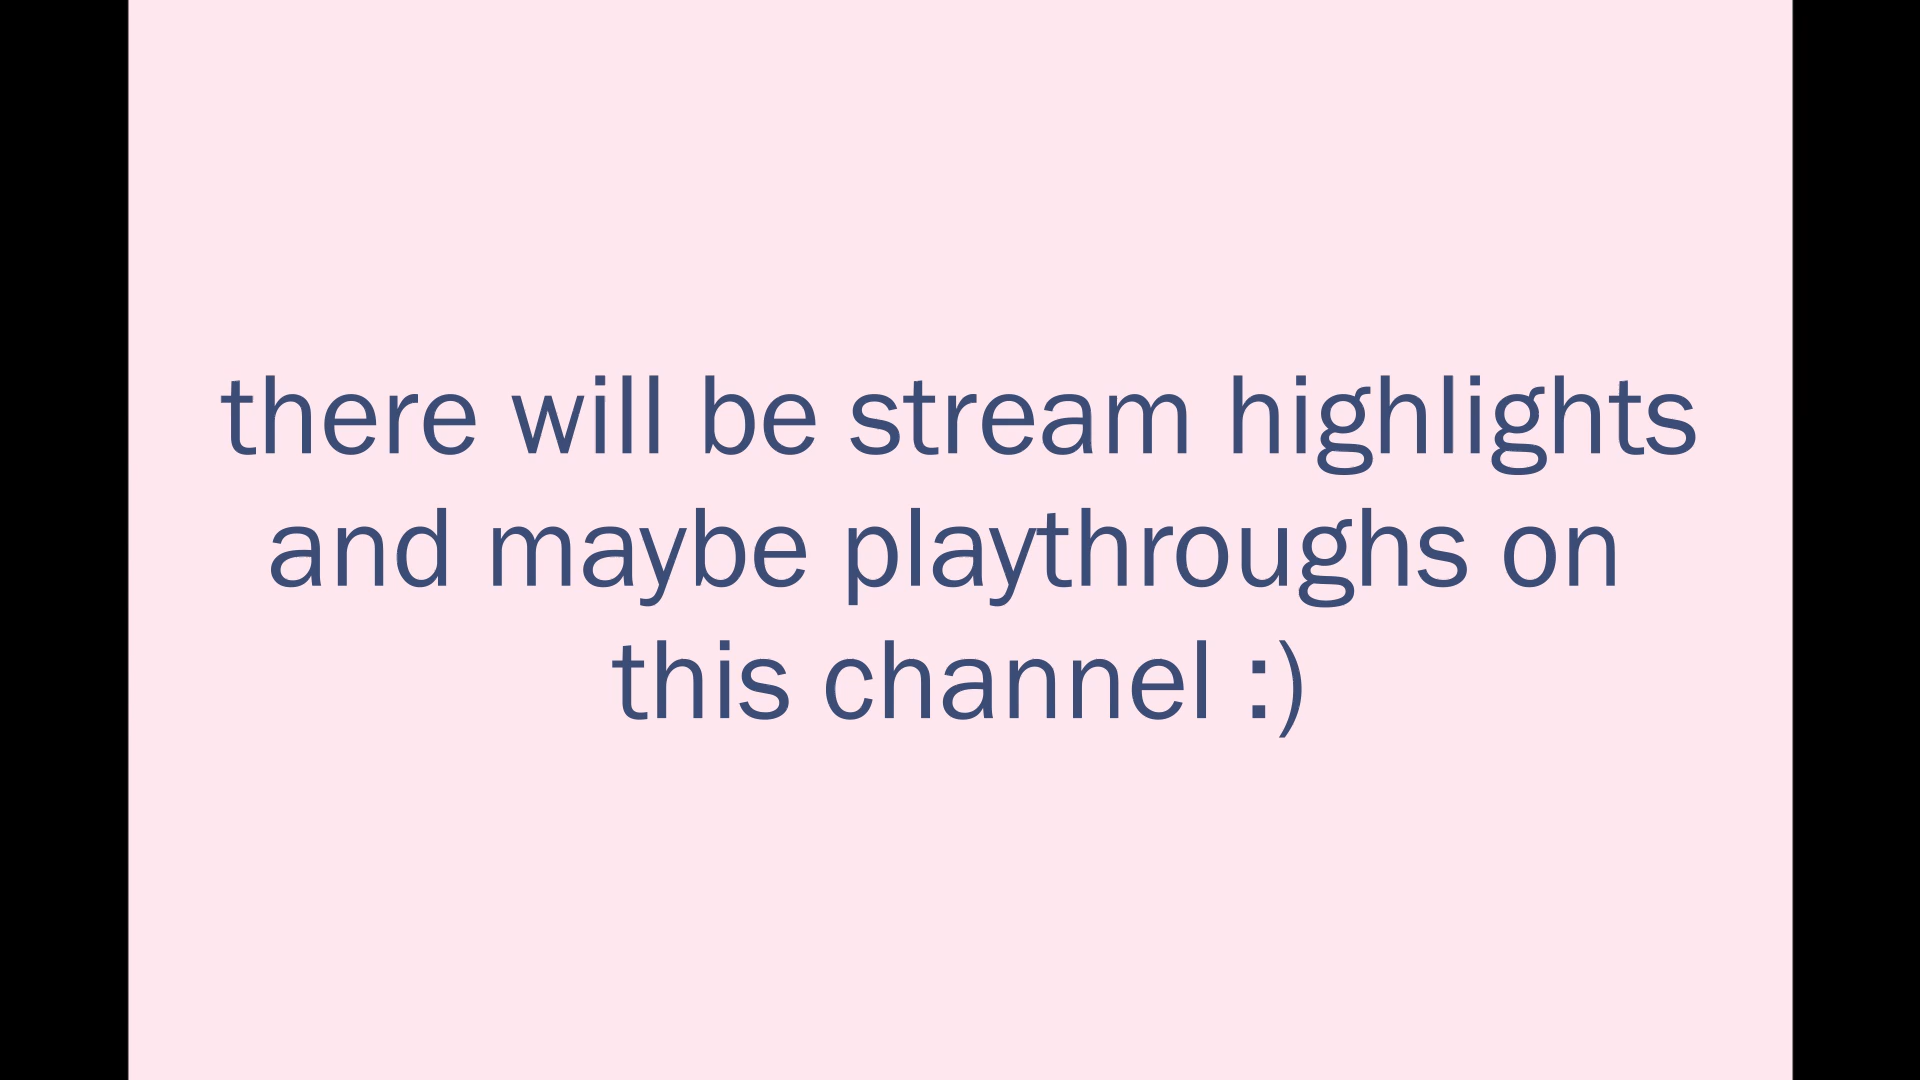 there will be stream highlights
and maybe playthroughs on
this channel :)